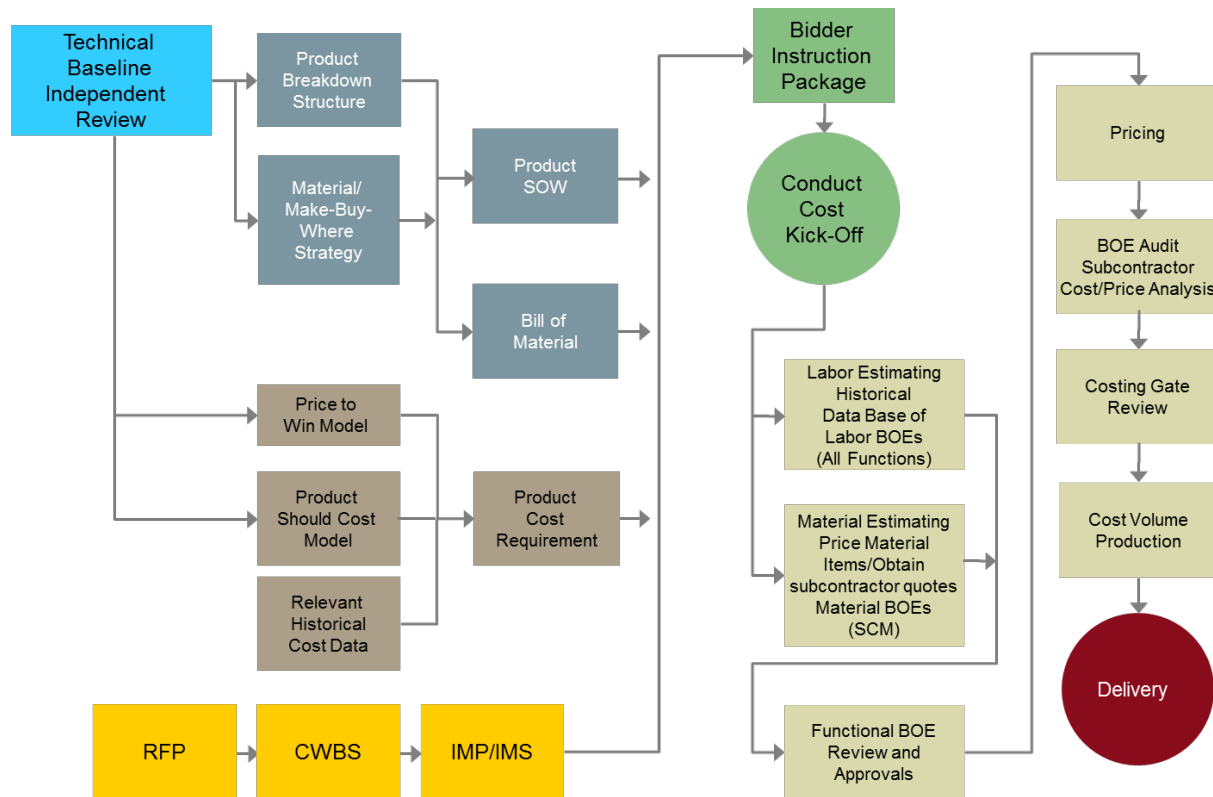 Technical
Baseline
Independent
Review
Product
Breakdown
Structure
Material/
Make-Buy-
Where
Strategy
Product
SOW
Bill of
Material
Price to
Win Model
Product
Should Cost
Model
Relevant
Historical
Cost Data
Product
Cost
Requirement
RFP
CWBS
IMP/IMS
Bidder
Instruction
Package
Conduct
Cost
Kick-Off
Labor Estimating
Historical
Data Base of
Labor BOEs
(All Functions)
Material Estimating
Price Material
Items/Obtain
subcontractor quotes
Material BOEs
(SCM)
Functional BOE
Review and
Approvals
Pricing
BOE Audit
Subcontractor
Cost/Price Analysis
Costing Gate
Review
Cost Volume
Production
Delivery